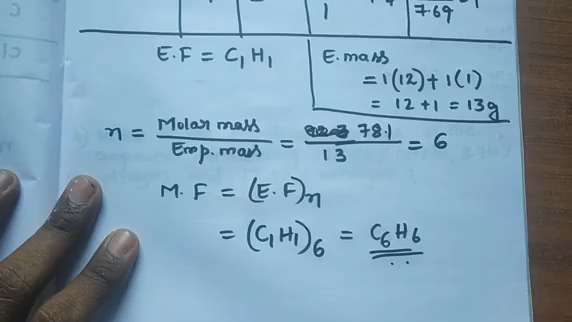 1
7.69
E.F = C₁H₁
E. mass
= 1(12) + 1(1)
= 12 + 1 = 13g
n = Molar mass / Emp. mass = 78.1 / 13 = 6
M.F = (E.F)n
= (C₁H₁)₆ = C₆H₆